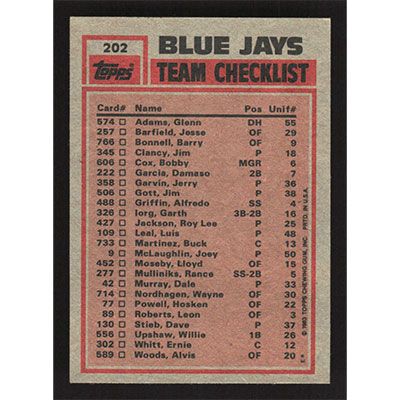 202 BLUE JAYS
Topps TEAM CHECKLIST
Card# Name Pos Unif#
574 □ Adams, Glenn DH 55
257 □ Barfield, Jesse OF 29
766 □ Bonnell, Barry OF 9
345 □ Clancy, Jim P 18
606 □ Cox, Bobby MGR 6
222 □ Garcia, Damaso 2B 7
358 □ Garvin, Jerry P 36
506 □ Gott, Jim P 38
488 □ Griffin, Alfredo SS 4
326 □ Iorg, Garth 3B-2B 16
427 □ Jackson, Roy Lee P 25
109 □ Leal, Luis P 48
733 □ Martinez, Buck C 13
9 □ McLaughlin, Joey P 50
452 □ Moseby, Lloyd OF 15
277 □ Mulliniks, Rance SS-2B 5
42 □ Murray, Dale P 33
714 □ Nordhagen, Wayne OF 30
77 □ Powell, Hosken OF 22
89 □ Roberts, Leon OF 3
130 □ Stieb, Dave P 37
556 □ Upshaw, Willie 1B 26
302 □ Whitt, Ernie C 12
589 □ Woods, Alvis OF 20
© 1983 TOPPS CHEWING GUM, INC. PRTD. IN U.S.A.